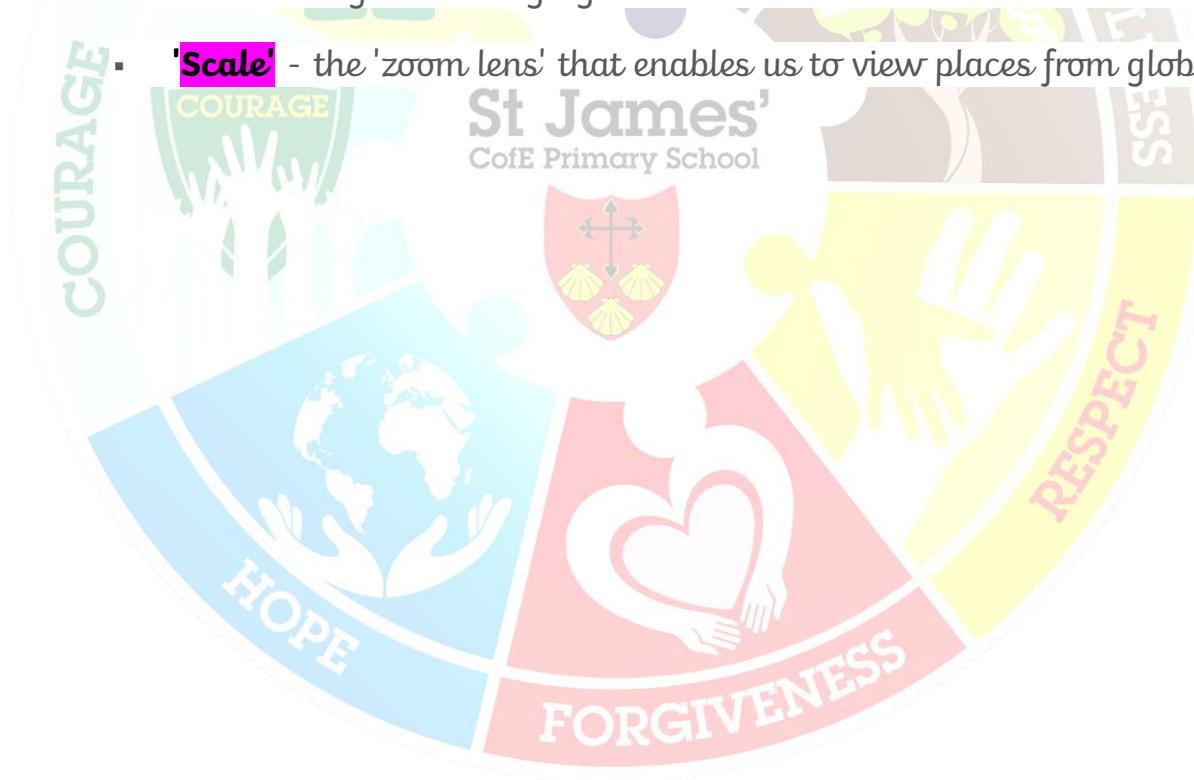 ▪ 'Scale' - the 'zoom lens' that enables us to view places from glob
COURAGE
COURAGE
St James'
CofE Primary School
ESS
RESPECT
HOPE
FORGIVENESS